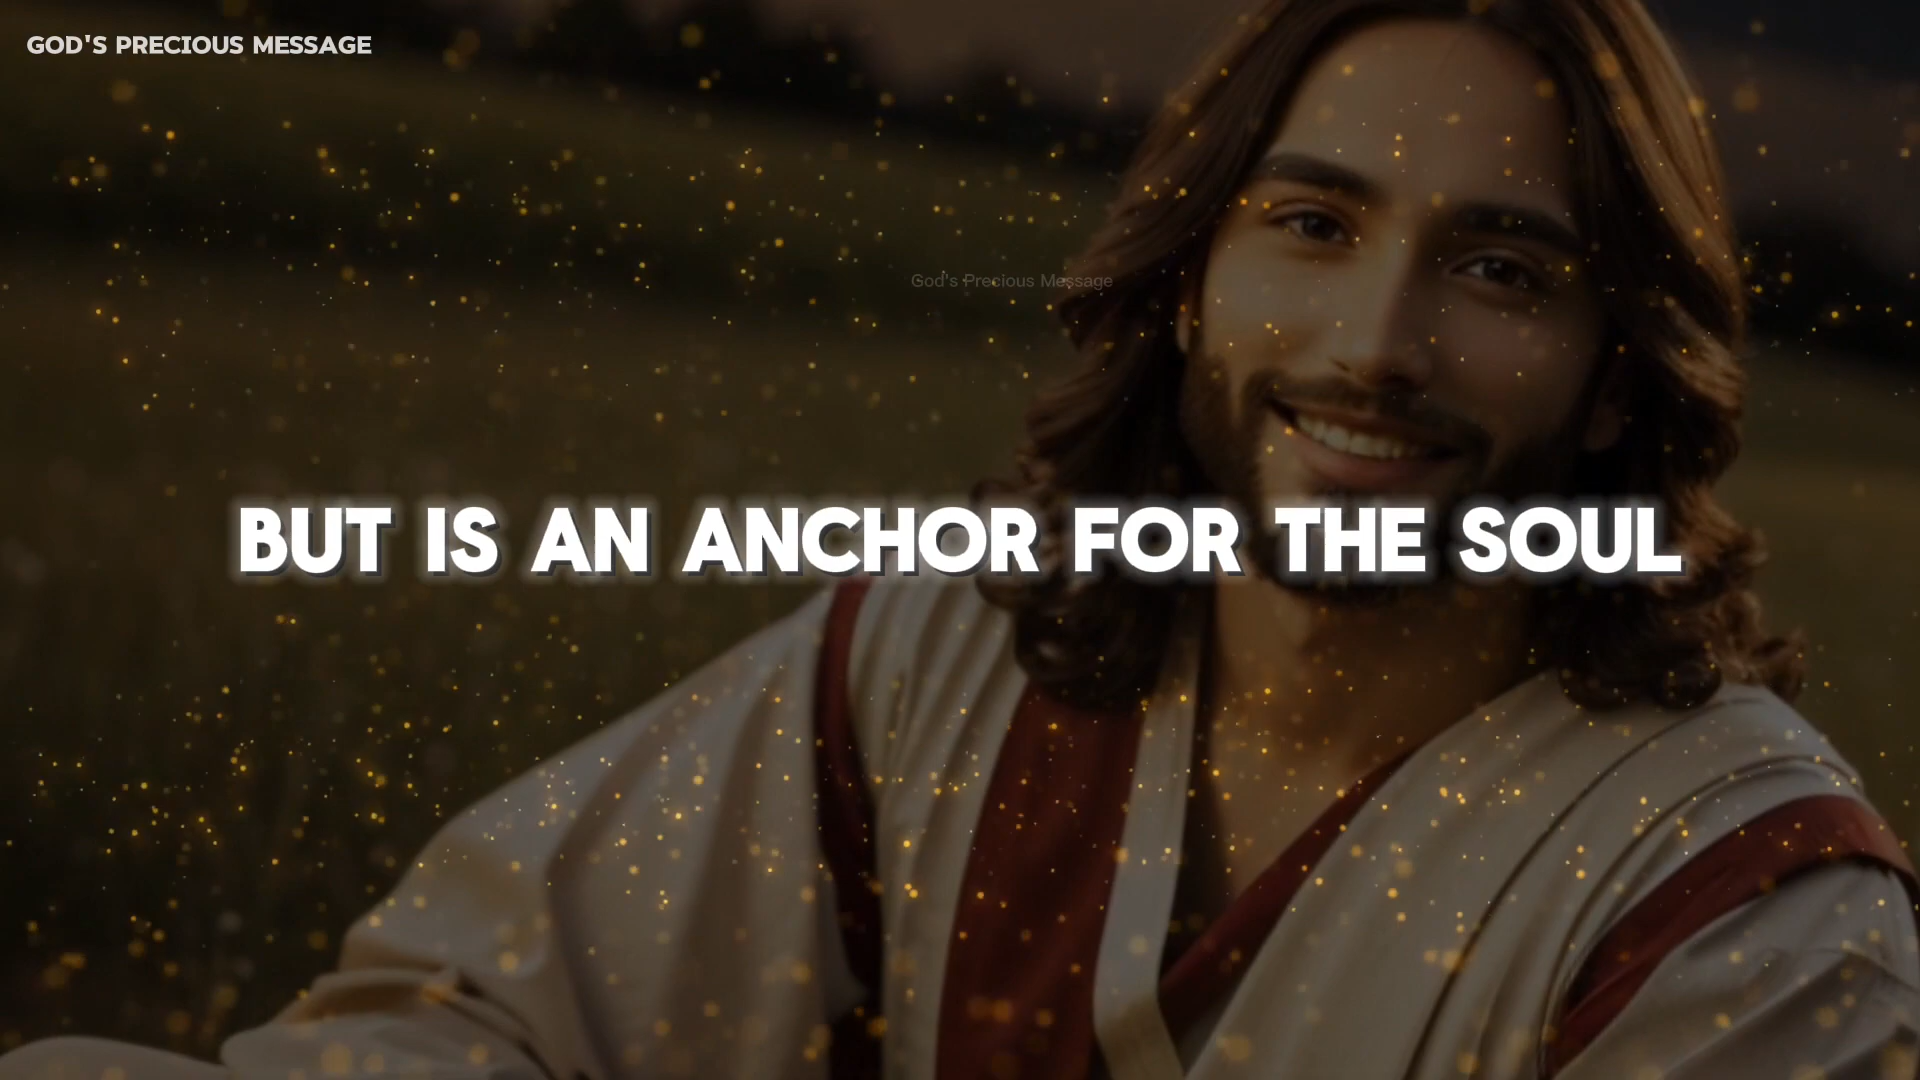 GOD'S PRECIOUS MESSAGE
God's Precious Message
BUT IS AN ANCHOR FOR THE SOUL